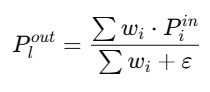 P_l^{out} = \frac{\sum w_i \cdot P_i^{in}}{\sum w_i + \varepsilon}